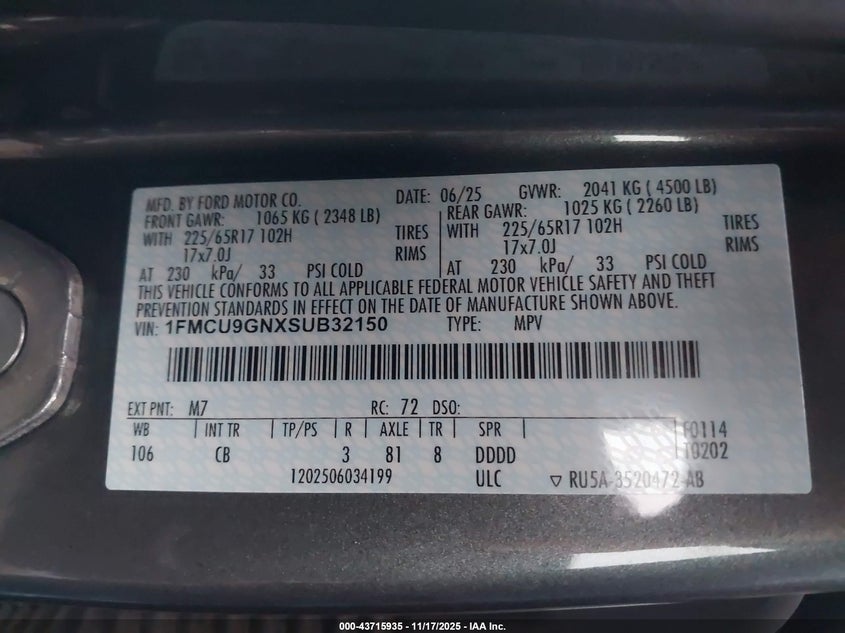 MFD. BY FORD MOTOR CO. DATE: 06/25 GVWR: 2041 KG ( 4500 LB)
FRONT GAWR: 1065 KG ( 2348 LB) REAR GAWR: 1025 KG ( 2260 LB)
WITH 225/65R17 102H TIRES WITH 225/65R17 102H TIRES
17x7.0J RIMS 17x7.0J RIMS
AT 230 kPa/ 33 PSI COLD AT 230 kPa/ 33 PSI COLD
THIS VEHICLE CONFORMS TO ALL APPLICABLE FEDERAL MOTOR VEHICLE SAFETY AND THEFT
PREVENTION STANDARDS IN EFFECT ON THE DATE OF MANUFACTURE SHOWN ABOVE.
VIN: 1FMCU9GNXSUB32150 TYPE: MPV
EXT PNT: M7 RC: 72 DSO:
WB INT TR TP/PS R AXLE TR SPR F0114
106 CB 3 81 8 DDDD T0202
1202506034199 ULC ▽ RU5A-3520472-AB
000-43715935 - 11/17/2025 - IAA Inc.